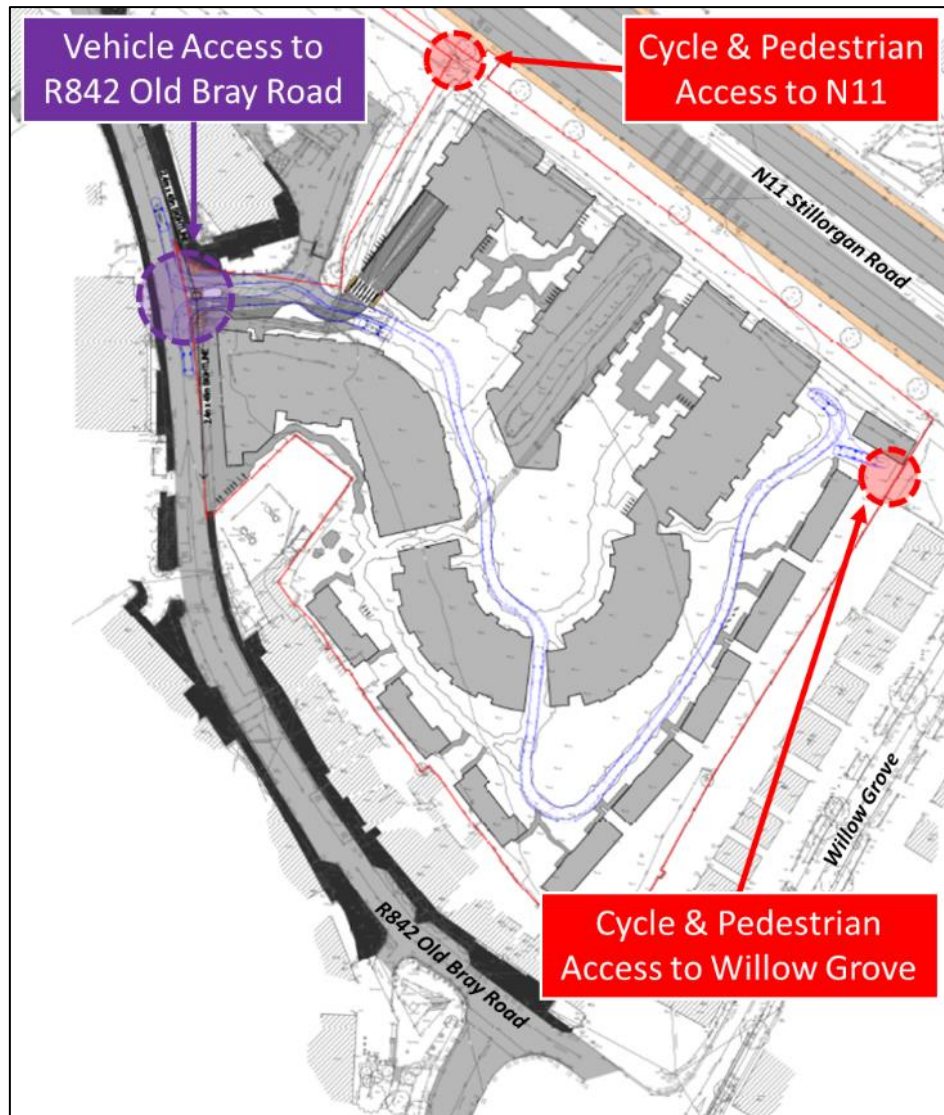 Vehicle Access to
R842 Old Bray Road
Cycle & Pedestrian
Access to N11
N11 Stillorgan Road
Willow Grove
Cycle & Pedestrian
Access to Willow Grove
R842 Old Bray Road